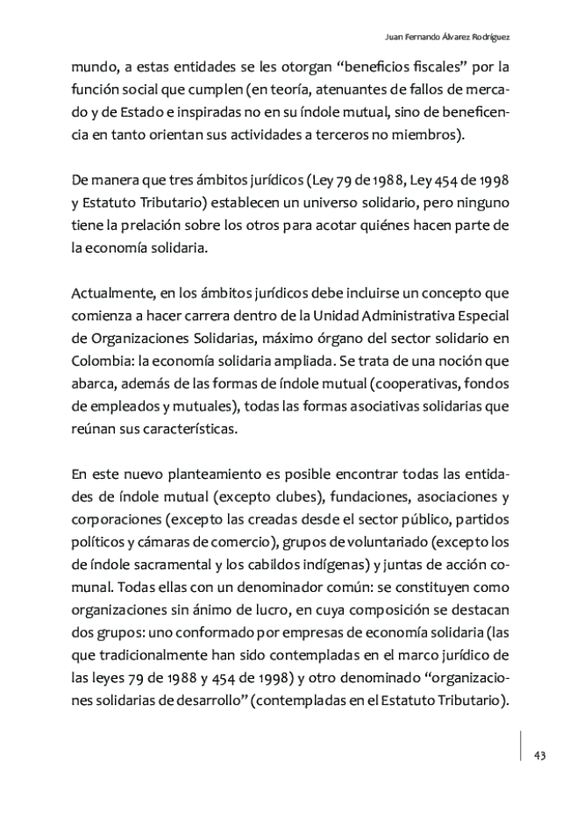 Juan Fernando Álvarez Rodríguez
mundo, a estas entidades se les otorgan “beneficios fiscales” por la
función social que cumplen (en teoría, atenuantes de fallos de merca-
do y de Estado e inspiradas no en su índole mutual, sino de beneficen-
cia en tanto orientan sus actividades a terceros no miembros).
De manera que tres ámbitos jurídicos (Ley 79 de 1988, Ley 454 de 1998
y Estatuto Tributario) establecen un universo solidario, pero ninguno
tiene la prelación sobre los otros para acotar quiénes hacen parte de
la economía solidaria.
Actualmente, en los ámbitos jurídicos debe incluirse un concepto que
comienza a hacer carrera dentro de la Unidad Administrativa Especial
de Organizaciones Solidarias, máximo órgano del sector solidario en
Colombia: la economía solidaria ampliada. Se trata de una noción que
abarca, además de las formas de índole mutual (cooperativas, fondos
de empleados y mutuales), todas las formas asociativas solidarias que
reúnan sus características.
En este nuevo planteamiento es posible encontrar todas las entida-
des de índole mutual (excepto clubes), fundaciones, asociaciones y
corporaciones (excepto las creadas desde el sector público, partidos
políticos y cámaras de comercio), grupos de voluntariado (excepto los
de índole sacramental y los cabildos indígenas) y juntas de acción co-
munal. Todas ellas con un denominador común: se constituyen como
organizaciones sin ánimo de lucro, en cuya composición se destacan
dos grupos: uno conformado por empresas de economía solidaria (las
que tradicionalmente han sido contempladas en el marco jurídico de
las leyes 79 de 1988 y 454 de 1998) y otro denominado “organizacio-
nes solidarias de desarrollo” (contempladas en el Estatuto Tributario).
43